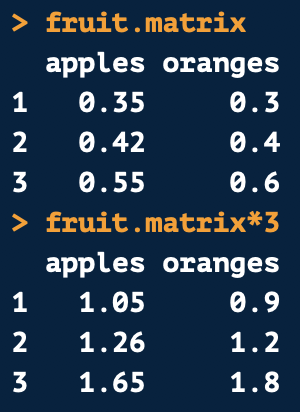 > fruit.matrix
apples oranges
1 0.35 0.3
2 0.42 0.4
3 0.55 0.6
> fruit.matrix*3
apples oranges
1 1.05 0.9
2 1.26 1.2
3 1.65 1.8